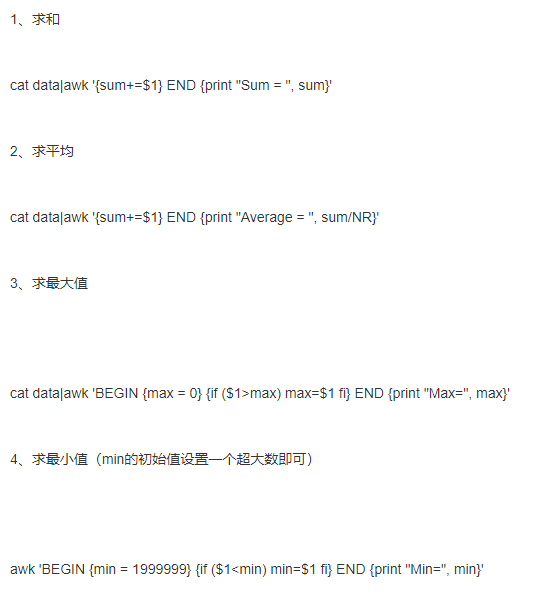 1、求和
cat data|awk '{sum+=$1} END {print "Sum = ", sum}'
2、求平均
cat data|awk '{sum+=$1} END {print "Average = ", sum/NR}'
3、求最大值
cat data|awk 'BEGIN {max = 0} {if ($1>max) max=$1 fi} END {print "Max=", max}'
4、求最小值（min的初始值设置一个超大数即可）
awk 'BEGIN {min = 1999999} {if ($1<min) min=$1 fi} END {print "Min=", min}'